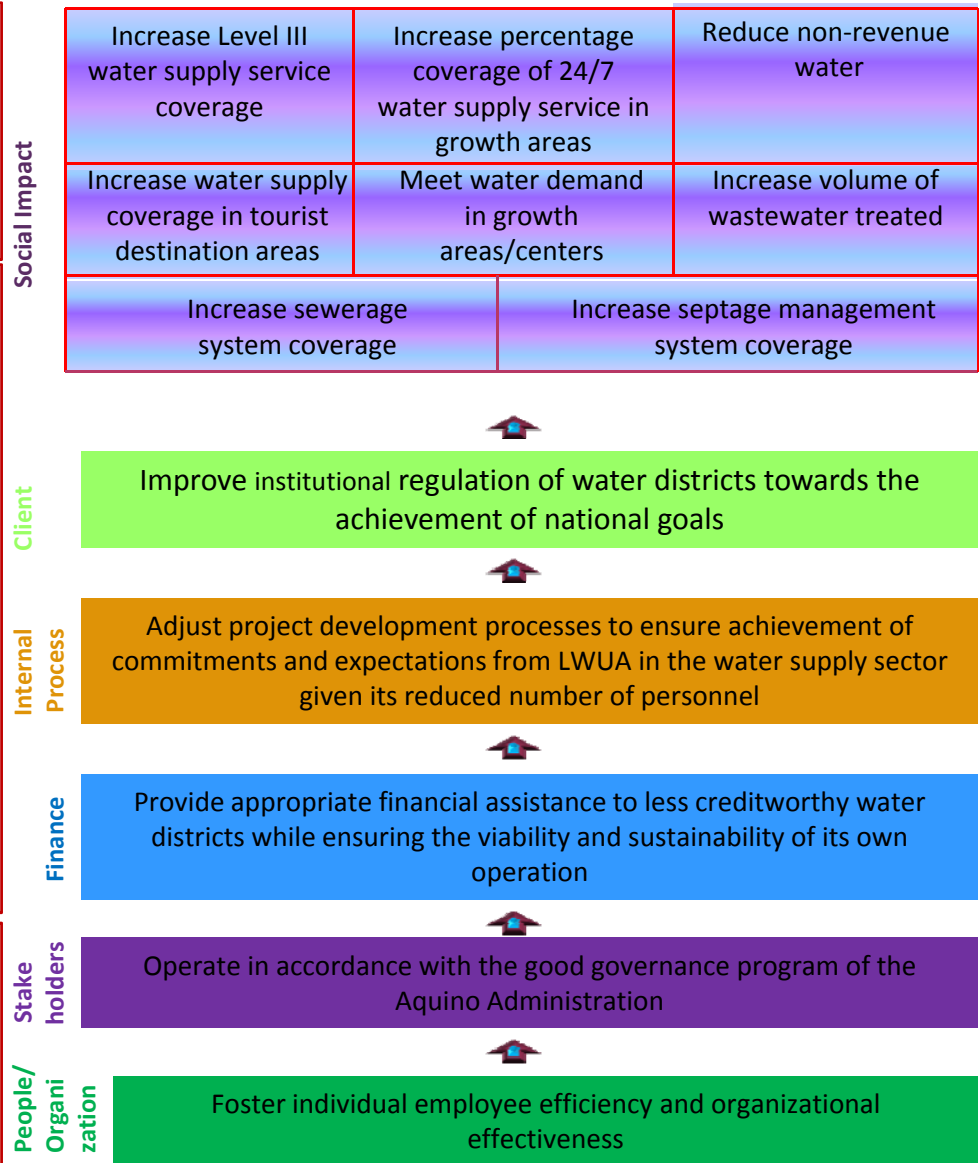 Social Impact
Increase Level III
water supply service
coverage
Increase percentage
coverage of 24/7
water supply service in
growth areas
Reduce non-revenue
water
Increase water supply
coverage in tourist
destination areas
Meet water demand
in growth
areas/centers
Increase volume of
wastewater treated
Increase sewerage
system coverage
Increase septage management
system coverage
Client
Improve institutional regulation of water districts towards the
achievement of national goals
Internal
Process
Adjust project development processes to ensure achievement of
commitments and expectations from LWUA in the water supply sector
given its reduced number of personnel
Finance
Provide appropriate financial assistance to less creditworthy water
districts while ensuring the viability and sustainability of its own
operation
Stake
holders
Operate in accordance with the good governance program of the
Aquino Administration
People/
Organi
zation
Foster individual employee efficiency and organizational
effectiveness